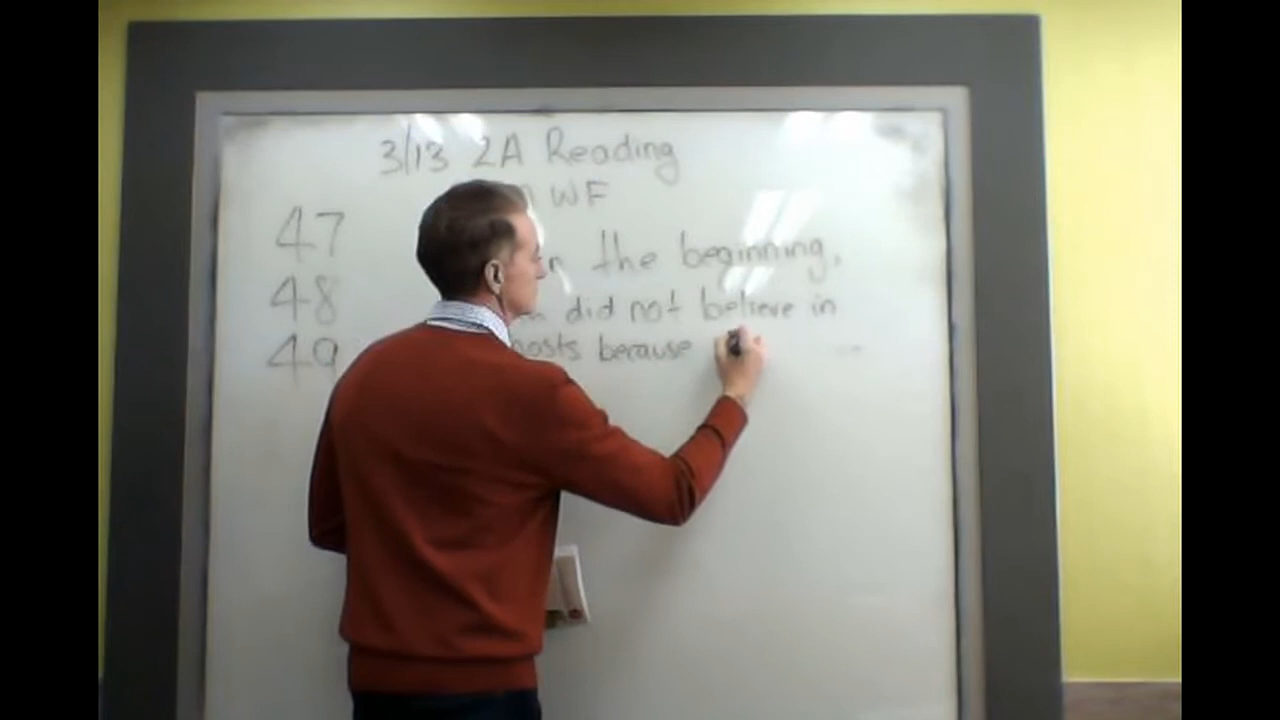 3/13 2A Reading
WF
47 the beginning,
48 did not believe in
49 because